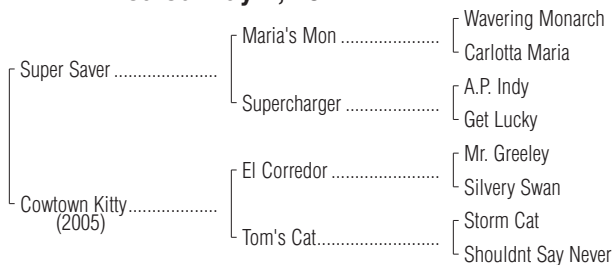 Wavering Monarch
Maria's Mon
Carlotta Maria
Super Saver
A.P. Indy
Supercharger
Get Lucky
Mr. Greeley
El Corredor
Silvery Swan
Cowtown Kitty
(2005)
Storm Cat
Tom's Cat
Shouldnt Say Never